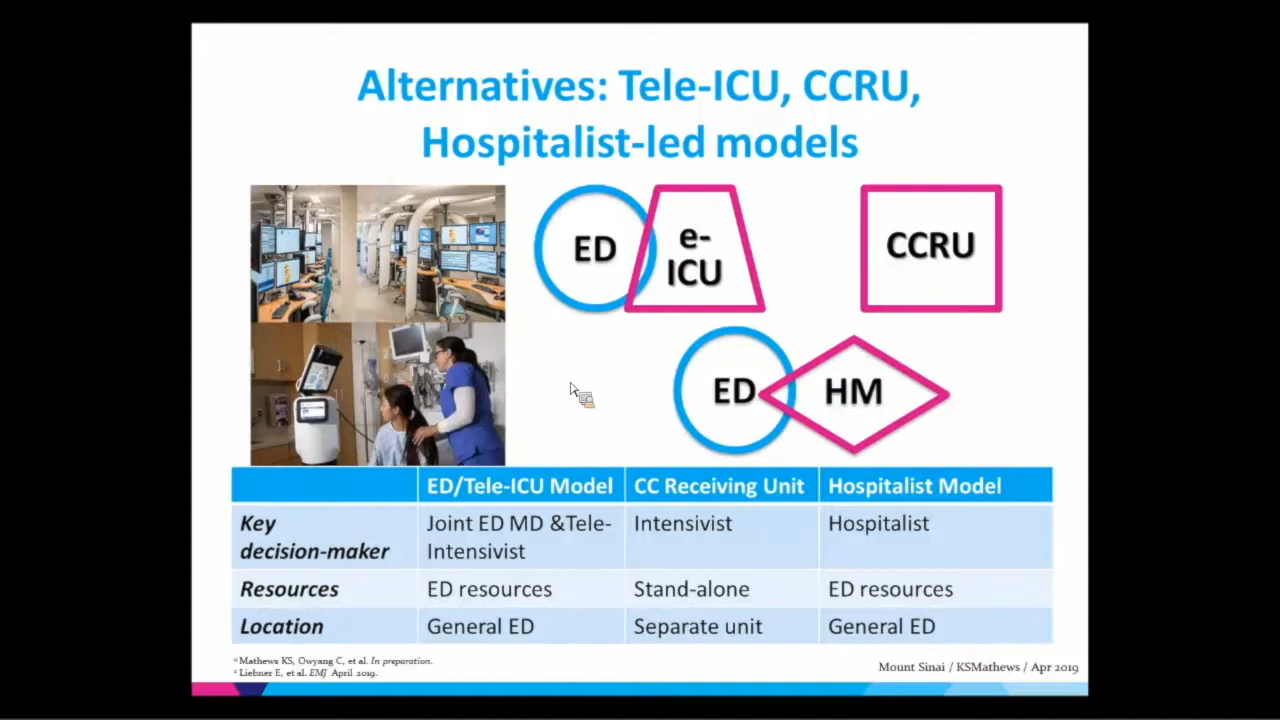 Alternatives: Tele-ICU, CCRU,
Hospitalist-led models
ED
e-
ICU
CCRU
ED
HM
ED/Tele-ICU Model CC Receiving Unit Hospitalist Model
Key
decision-maker
Joint ED MD &Tele-
Intensivist
Intensivist
Hospitalist
Resources ED resources Stand-alone ED resources
Location General ED Separate unit General ED
Mathews KS, Owyang C, et al. In preparation.
Liebner E, et al. EMJ April 2019.
Mount Sinai / KSMathews / Apr 2019